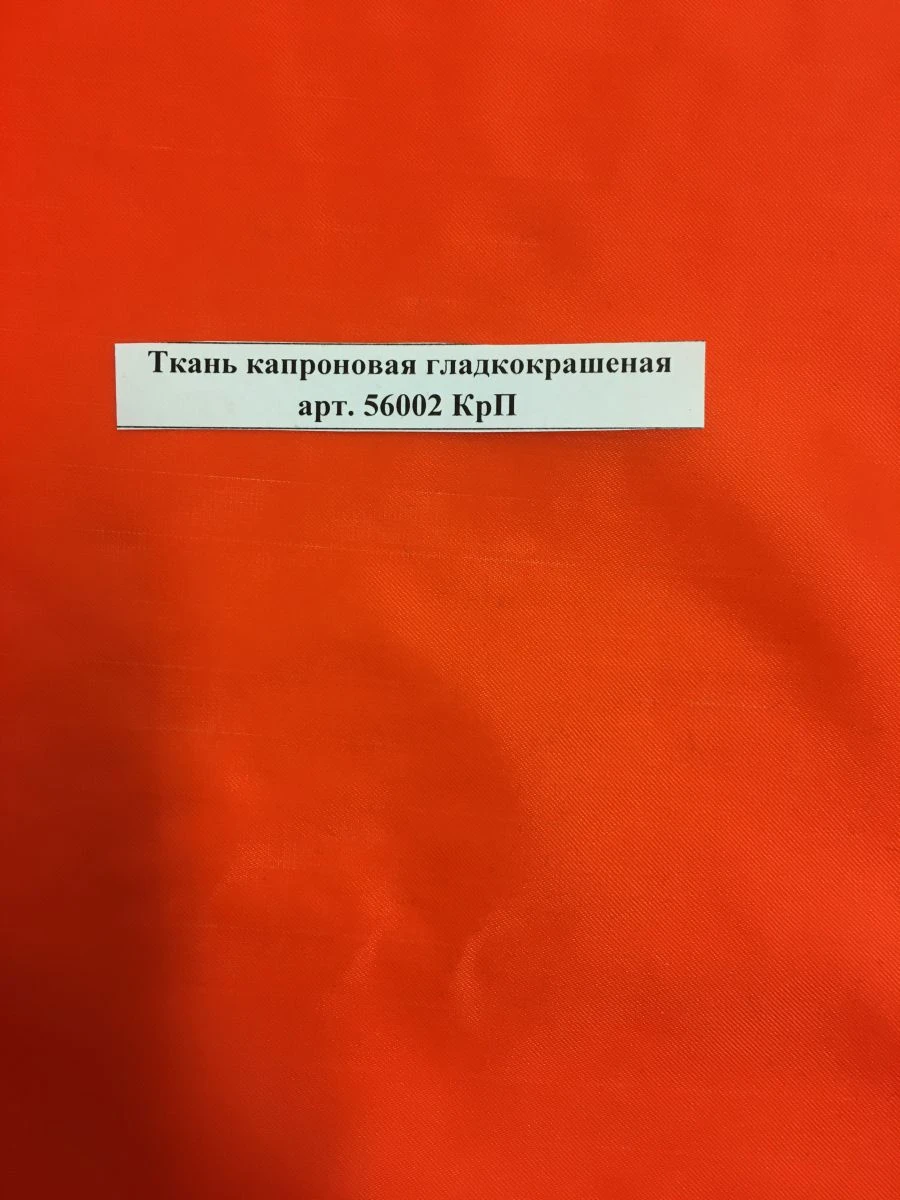 Ткань капроновая гладкокрашеная
арт. 56002 КрП